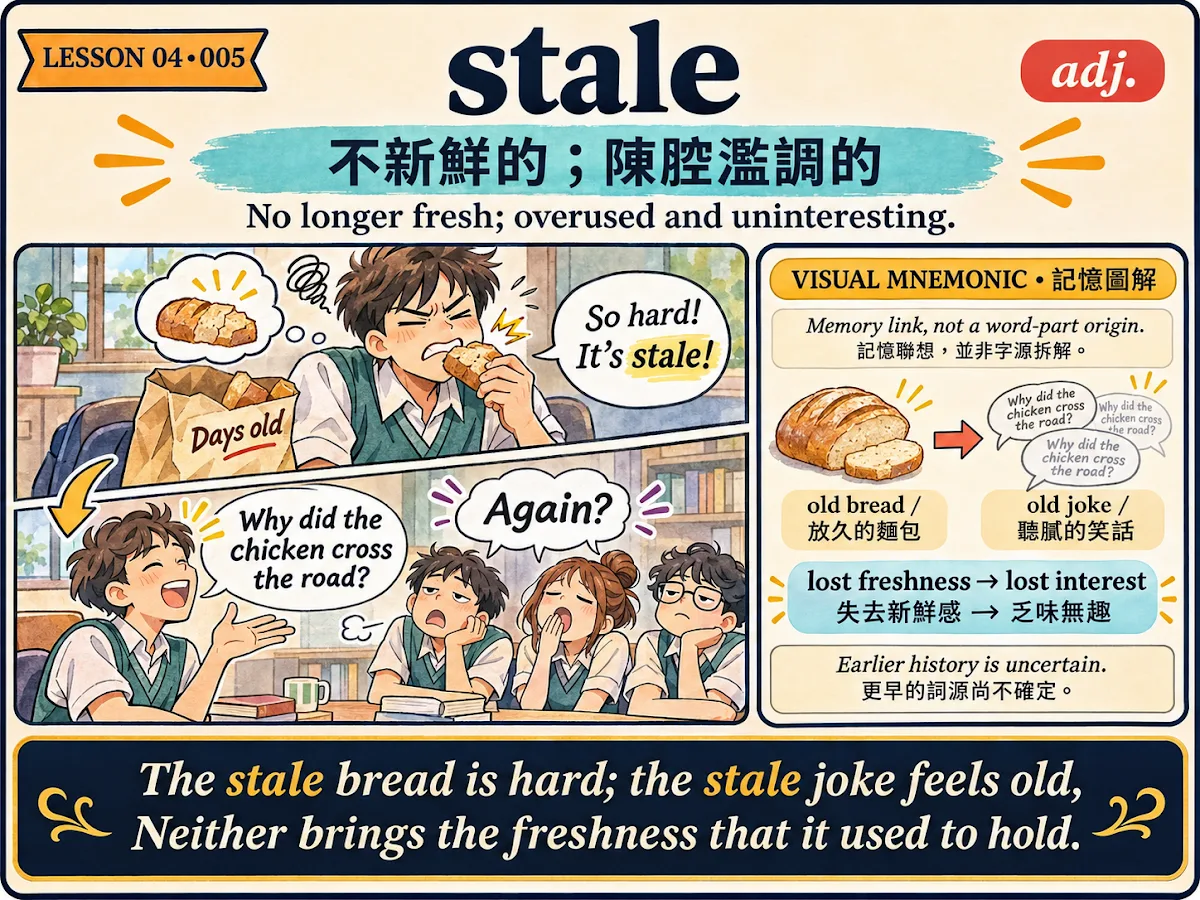 LESSON 04•005
stale
adj.
不新鮮的；陳腔濫調的
No longer fresh; overused and uninteresting.
Days old
So hard!
It's stale!
Why did the
chicken cross
the road?
Again?
VISUAL MNEMONIC • 記憶圖解
Memory link, not a word-part origin.
記憶聯想，並非字源拆解。
Why did the
chicken cross
the road?
Why did the
chicken cross
the road?
Why did the
chicken cross
the road?
old bread /
放久的麵包
old joke /
聽膩的笑話
lost freshness → lost interest
失去新鮮感 → 乏味無趣
Earlier history is uncertain.
更早的詞源尚不確定。
The stale bread is hard; the stale joke feels old,
Neither brings the freshness that it used to hold.